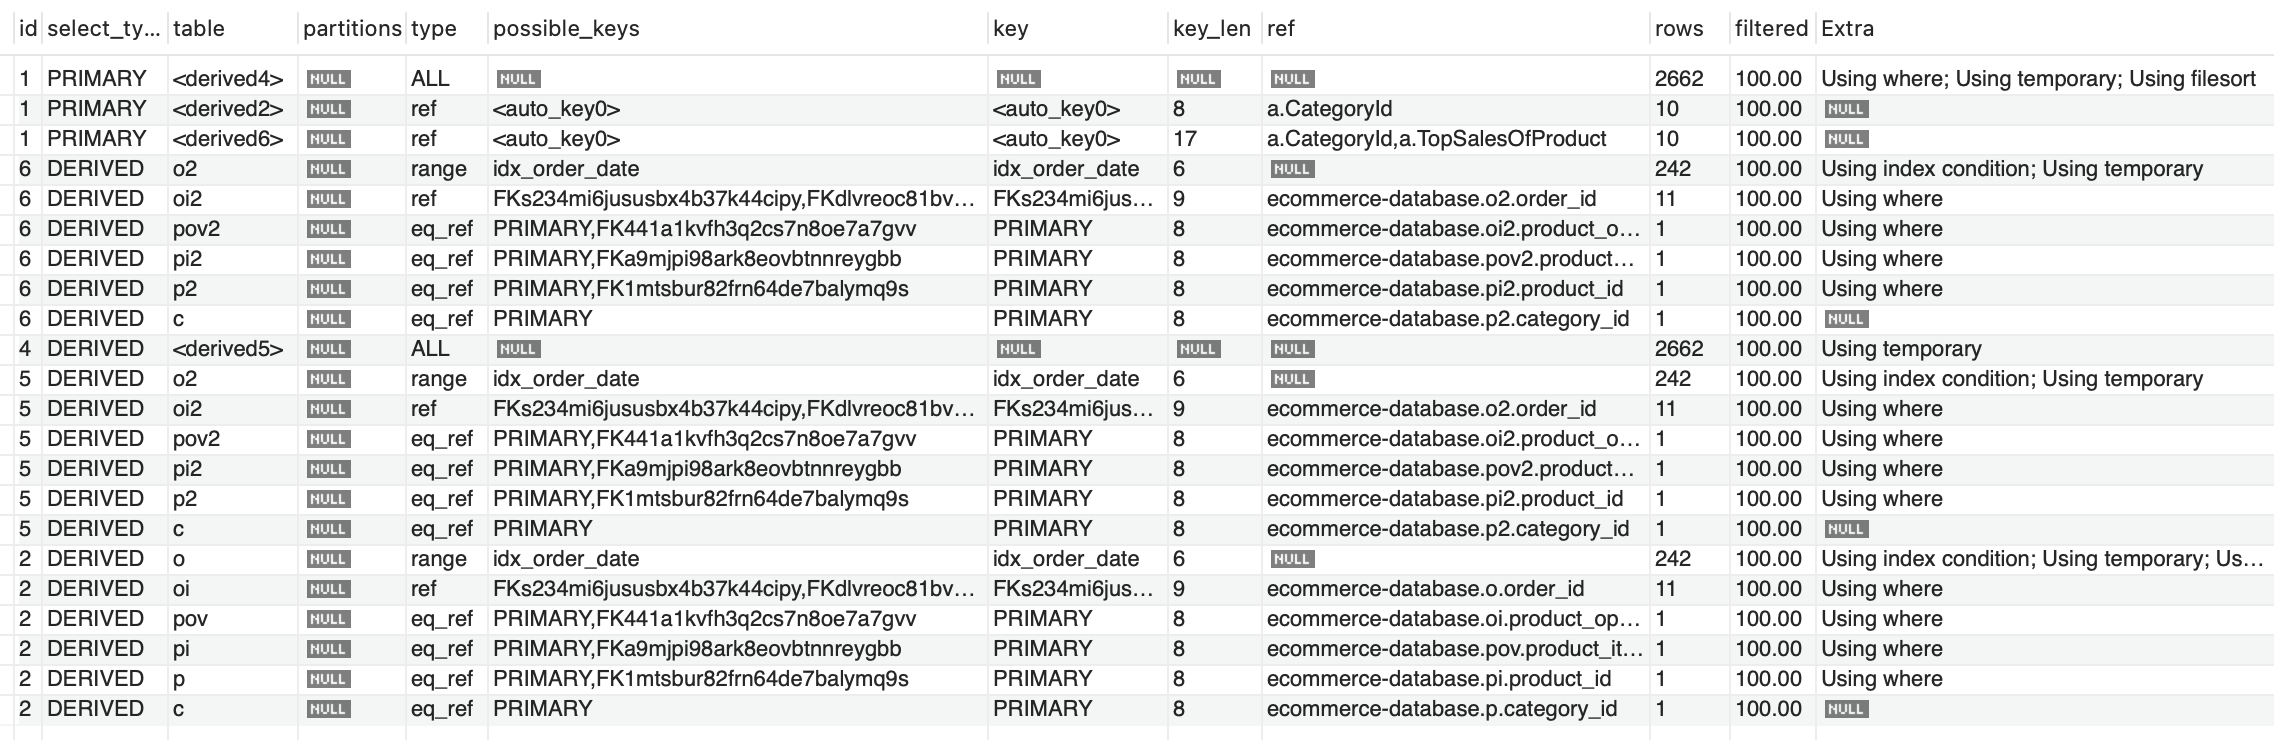 id select_ty... table partitions type possible_keys key key_len ref rows filtered Extra
1 PRIMARY <derived4> NULL ALL NULL NULL NULL NULL 2662 100.00 Using where; Using temporary; Using filesort
1 PRIMARY <derived2> NULL ref <auto_key0> <auto_key0> 8 a.CategoryId 10 100.00 NULL
1 PRIMARY <derived6> NULL ref <auto_key0> <auto_key0> 17 a.CategoryId,a.TopSalesOfProduct 10 100.00 NULL
6 DERIVED o2 NULL range idx_order_date idx_order_date 6 NULL 242 100.00 Using index condition; Using temporary
6 DERIVED oi2 NULL ref FKs234mi6jususbx4b37k44cipy,FKdlvreoc81bv... FKs234mi6jus... 9 ecommerce-database.o2.order_id 11 100.00 Using where
6 DERIVED pov2 NULL eq_ref PRIMARY,FK441a1kvfh3q2cs7n8oe7a7gvv PRIMARY 8 ecommerce-database.oi2.product_o... 1 100.00 Using where
6 DERIVED pi2 NULL eq_ref PRIMARY,FKa9mjpi98ark8eovbtnnreygbb PRIMARY 8 ecommerce-database.pov2.product... 1 100.00 Using where
6 DERIVED p2 NULL eq_ref PRIMARY,FK1mtsbur82frn64de7balymq9s PRIMARY 8 ecommerce-database.pi2.product_id 1 100.00 Using where
6 DERIVED c NULL eq_ref PRIMARY PRIMARY 8 ecommerce-database.p2.category_id 1 100.00 NULL
4 DERIVED <derived5> NULL ALL NULL NULL NULL NULL 2662 100.00 Using temporary
5 DERIVED o2 NULL range idx_order_date idx_order_date 6 NULL 242 100.00 Using index condition; Using temporary
5 DERIVED oi2 NULL ref FKs234mi6jususbx4b37k44cipy,FKdlvreoc81bv... FKs234mi6jus... 9 ecommerce-database.o2.order_id 11 100.00 Using where
5 DERIVED pov2 NULL eq_ref PRIMARY,FK441a1kvfh3q2cs7n8oe7a7gvv PRIMARY 8 ecommerce-database.oi2.product_o... 1 100.00 Using where
5 DERIVED pi2 NULL eq_ref PRIMARY,FKa9mjpi98ark8eovbtnnreygbb PRIMARY 8 ecommerce-database.pov2.product... 1 100.00 Using where
5 DERIVED p2 NULL eq_ref PRIMARY,FK1mtsbur82frn64de7balymq9s PRIMARY 8 ecommerce-database.pi2.product_id 1 100.00 Using where
5 DERIVED c NULL eq_ref PRIMARY PRIMARY 8 ecommerce-database.p2.category_id 1 100.00 NULL
2 DERIVED o NULL range idx_order_date idx_order_date 6 NULL 242 100.00 Using index condition; Using temporary; Us...
2 DERIVED oi NULL ref FKs234mi6jususbx4b37k44cipy,FKdlvreoc81bv... FKs234mi6jus... 9 ecommerce-database.o.order_id 11 100.00 Using where
2 DERIVED pov NULL eq_ref PRIMARY,FK441a1kvfh3q2cs7n8oe7a7gvv PRIMARY 8 ecommerce-database.oi.product_op... 1 100.00 Using where
2 DERIVED pi NULL eq_ref PRIMARY,FKa9mjpi98ark8eovbtnnreygbb PRIMARY 8 ecommerce-database.pov.product_it... 1 100.00 Using where
2 DERIVED p NULL eq_ref PRIMARY,FK1mtsbur82frn64de7balymq9s PRIMARY 8 ecommerce-database.pi.product_id 1 100.00 Using where
2 DERIVED c NULL eq_ref PRIMARY PRIMARY 8 ecommerce-database.p.category_id 1 100.00 NULL